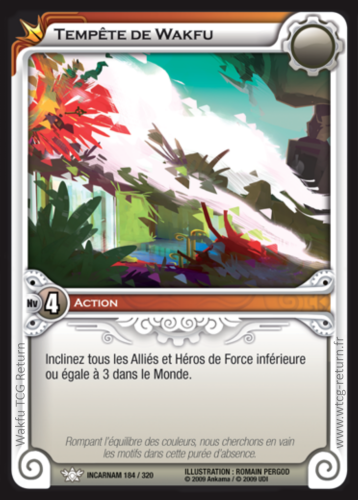 Tempête de Wakfu
Nv 4 Action
Inclinez tous les Alliés et Héros de Force inférieure
ou égale à 3 dans le Monde.
Rompant l'équilibre des couleurs, nous cherchons en vain
les motifs dans cette purée d'absence.
INCARNAM 184 / 320
ILLUSTRATION : ROMAIN PERGOD
© 2009 Ankama / © 2009 UDI
Wakfu TCG Return
www.wtcg-return.fr